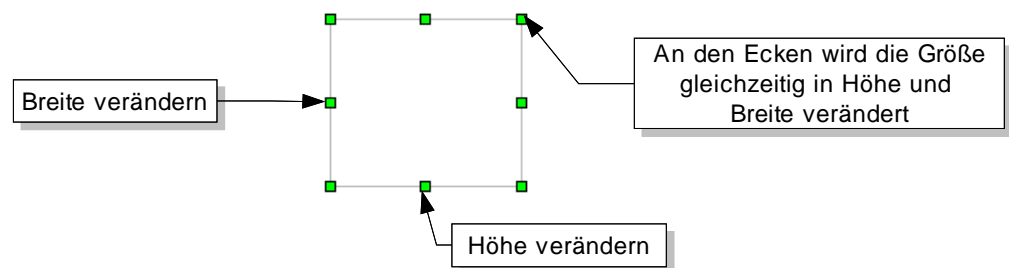 An den Ecken wird die Größe
gleichzeitig in Höhe und
Breite verändert
Breite verändern
Höhe verändern